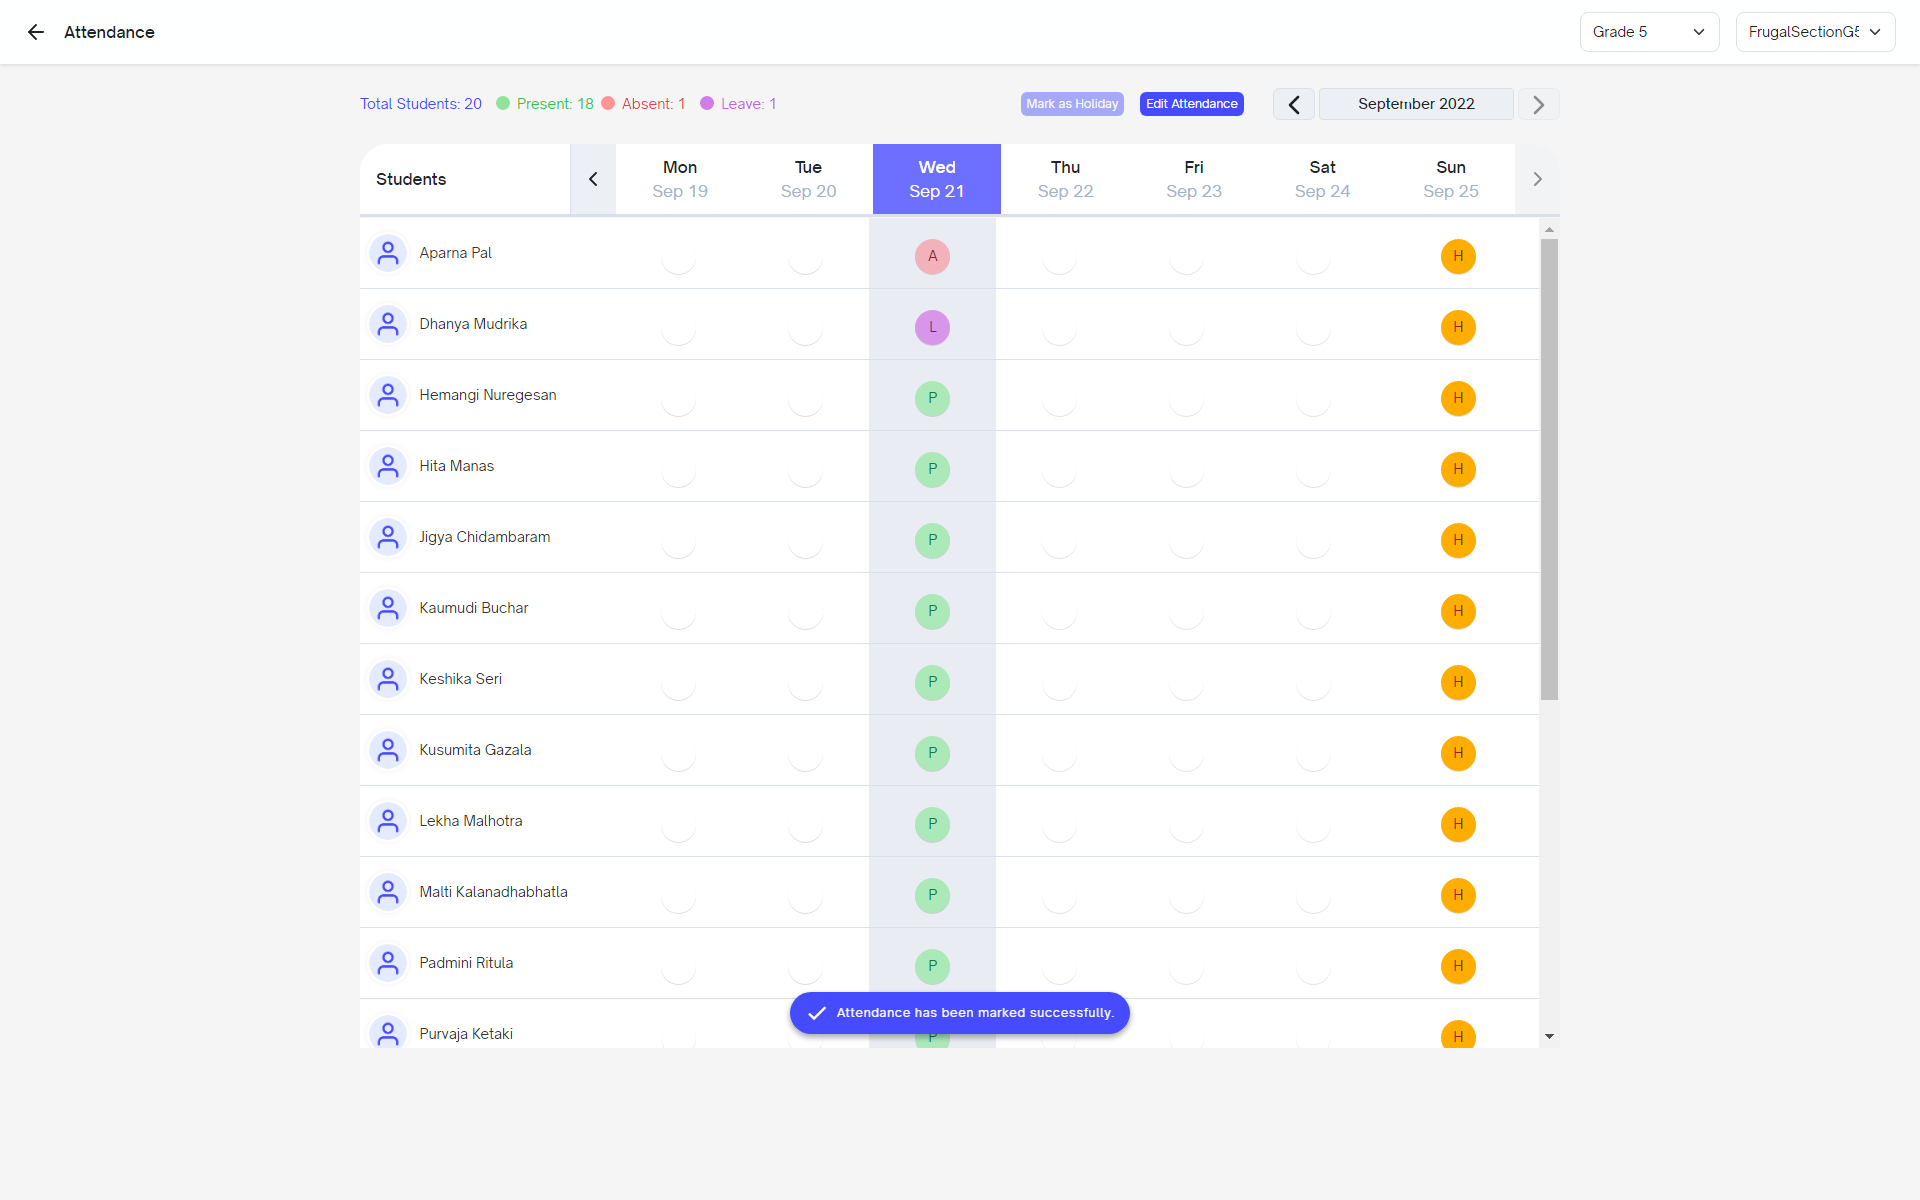 Attendance
Grade 5
FrugalSectionG5
Total Students: 20 Present: 18 Absent: 1 Leave: 1
Mark as Holiday
Edit Attendance
September 2022
Students
Mon Tue Wed Thu Fri Sat Sun
Sep 19 Sep 20 Sep 21 Sep 22 Sep 23 Sep 24 Sep 25
Aparna Pal A H
Dhanya Mudrika L H
Hemangi Nuregesan P H
Hita Manas P H
Jigya Chidambaram P H
Kaumudi Buchar P H
Keshika Seri P H
Kusumita Gazala P H
Lekha Malhotra P H
Malti Kalanadhabhatla P H
Padmini Ritula P H
Attendance has been marked successfully.
Purvaja Ketaki P H